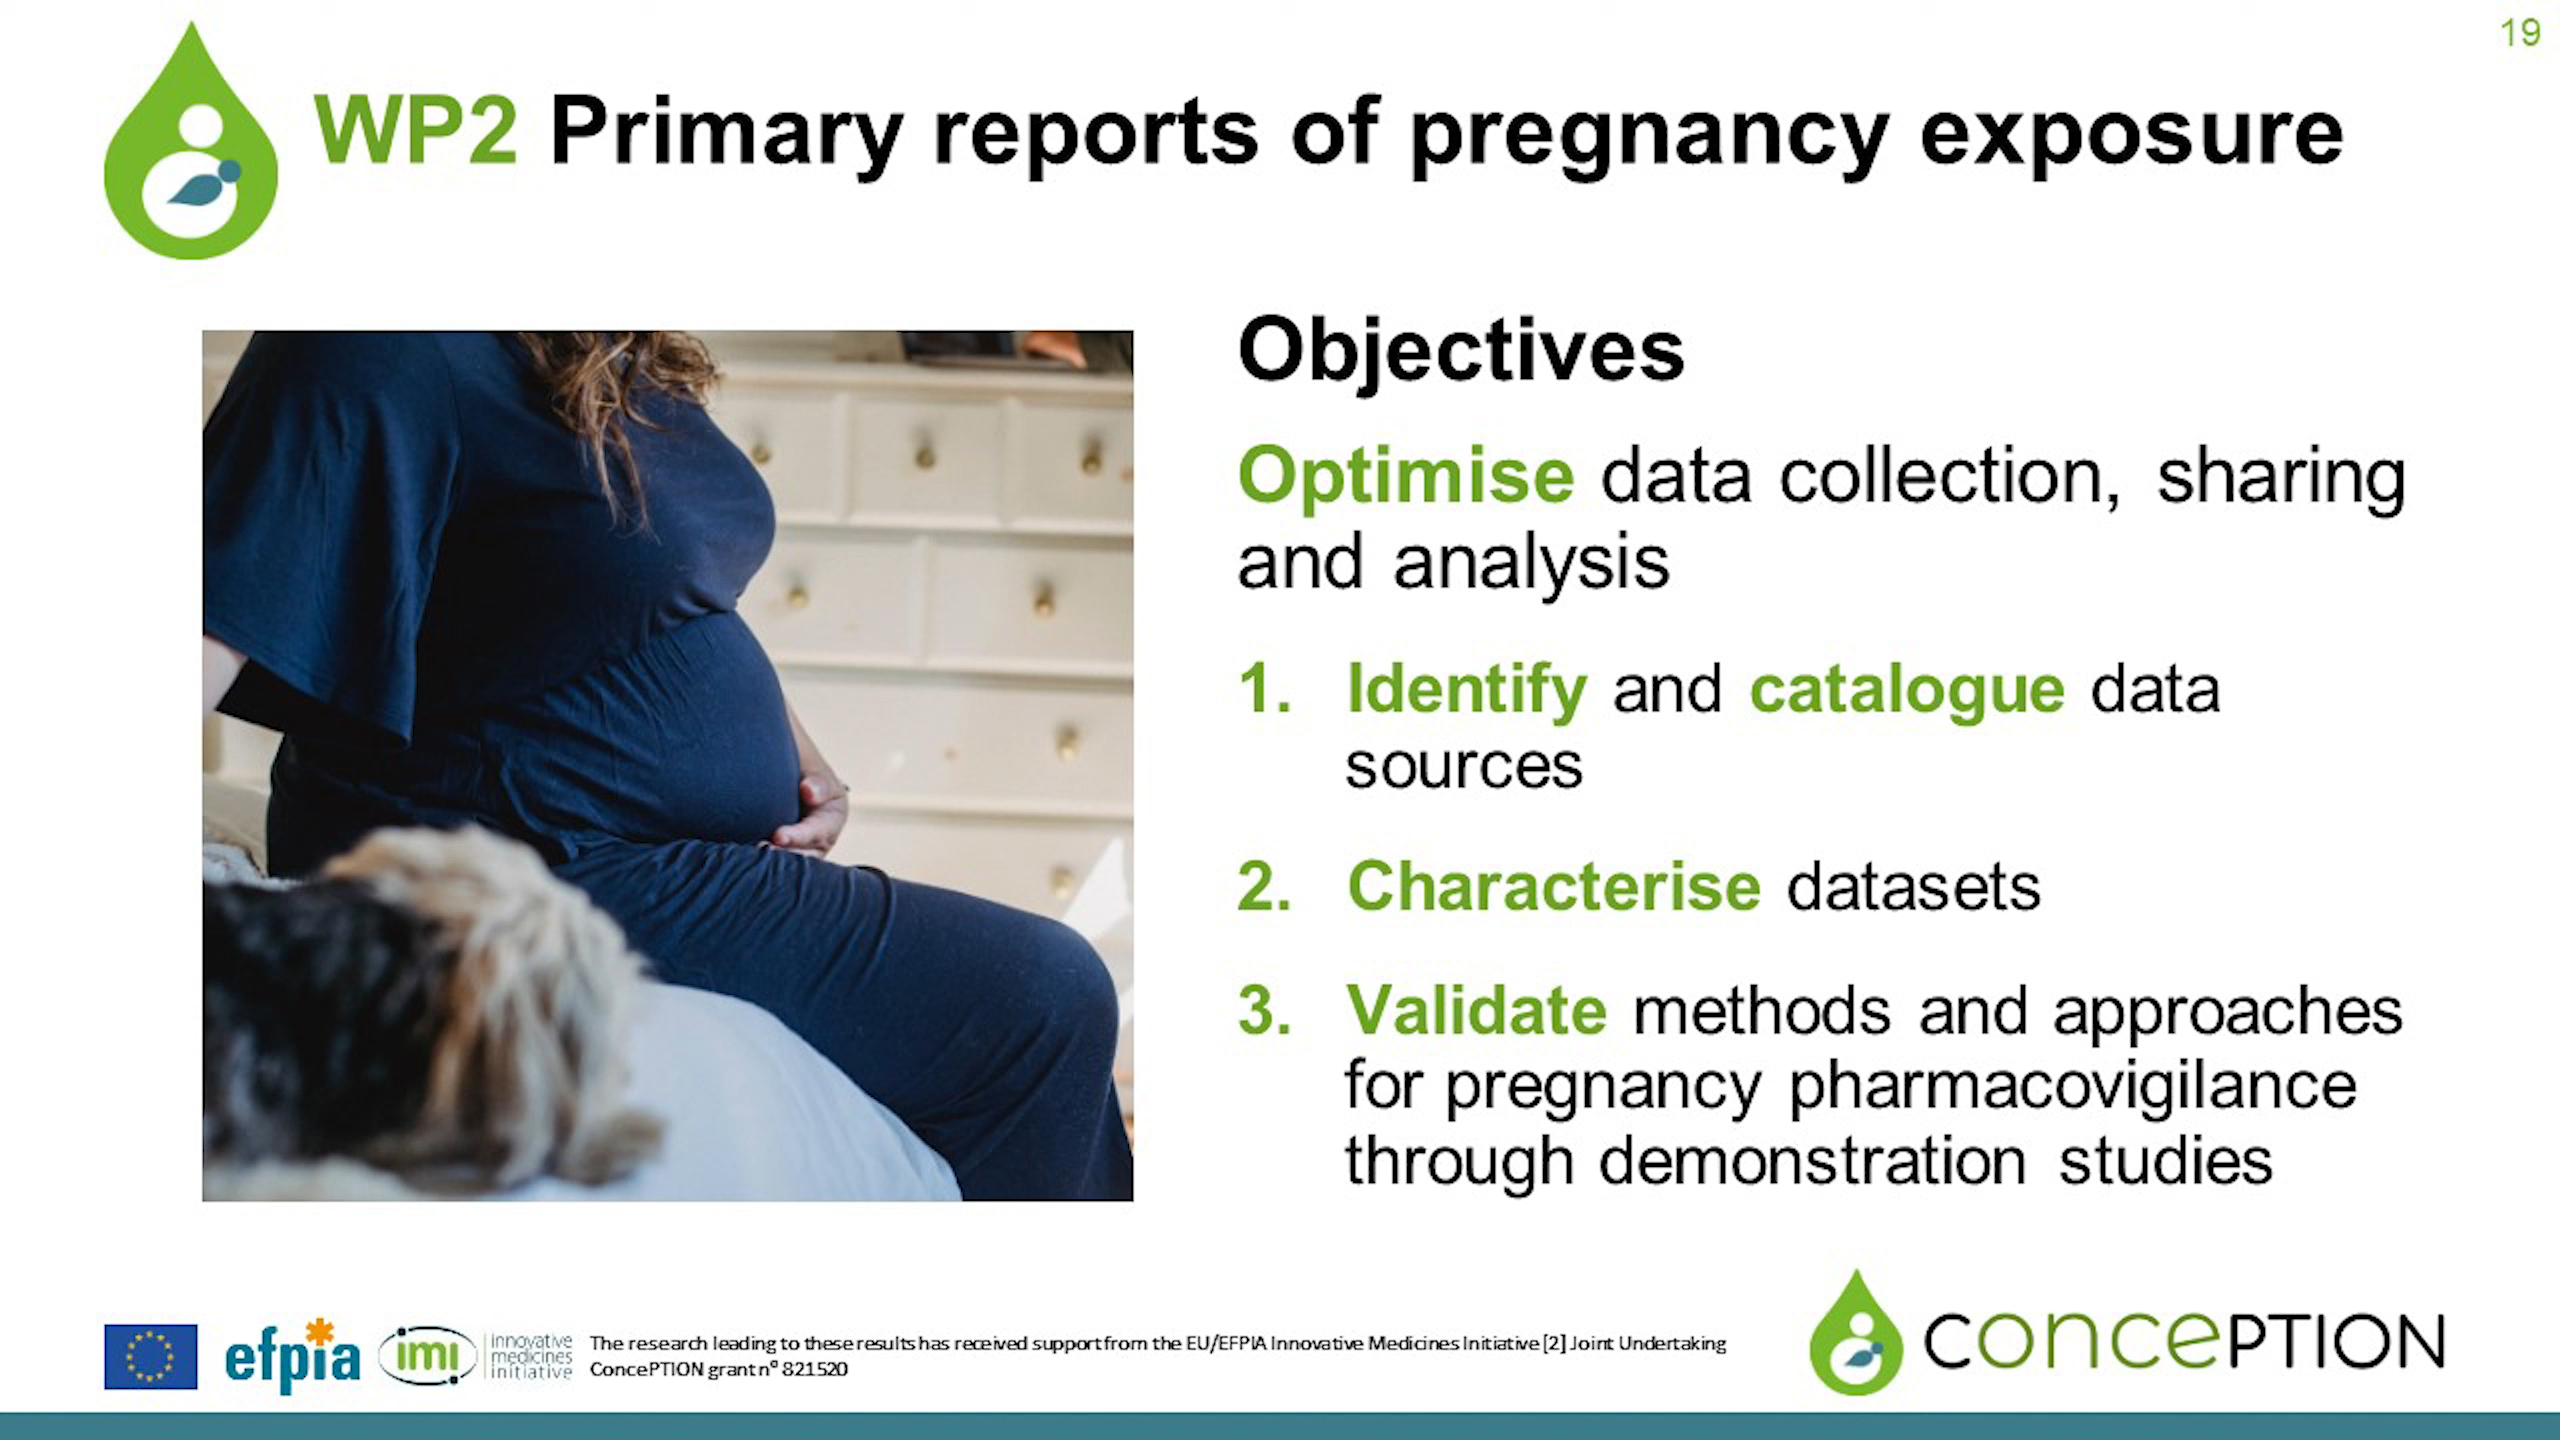 19
WP2 Primary reports of pregnancy exposure
Objectives
Optimise data collection, sharing
and analysis
1. Identify and catalogue data
sources
2. Characterise datasets
3. Validate methods and approaches
for pregnancy pharmacovigilance
through demonstration studies
efpia
imi
innovative
medicines
initiative
The research leading to these results has received support from the EU/EFPIA Innovative Medicines Initiative [2] Joint Undertaking
ConcePTION grant nº 821520
concePTION